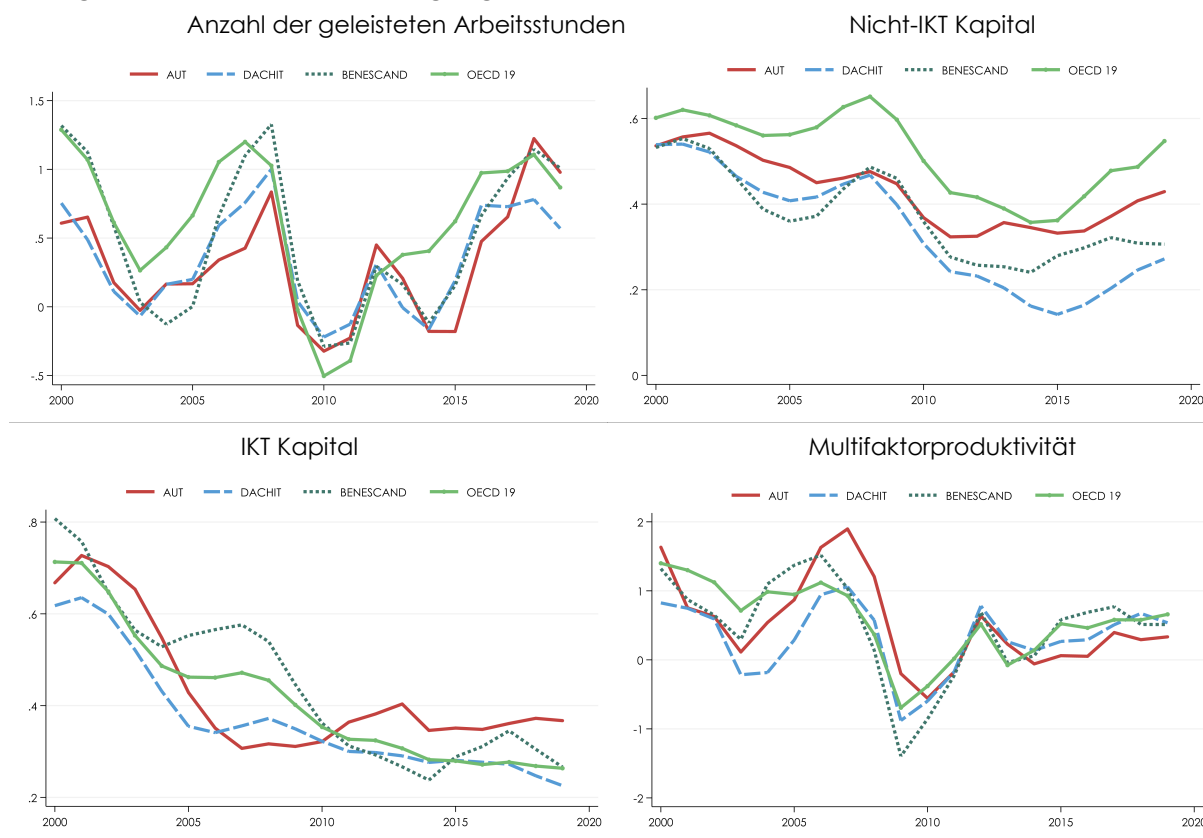 Anzahl der geleisteten Arbeitsstunden
AUT DACHIT BENESCAND OECD 19
1.5
1
.5
0
-.5
2000 2005 2010 2015 2020
Nicht-IKT Kapital
AUT DACHIT BENESCAND OECD 19
.6
.4
.2
0
2000 2005 2010 2015 2020
IKT Kapital
AUT DACHIT BENESCAND OECD 19
.8
.6
.4
.2
2000 2005 2010 2015 2020
Multifaktorproduktivität
AUT DACHIT BENESCAND OECD 19
2
1
0
-1
-2
2000 2005 2010 2015 2020